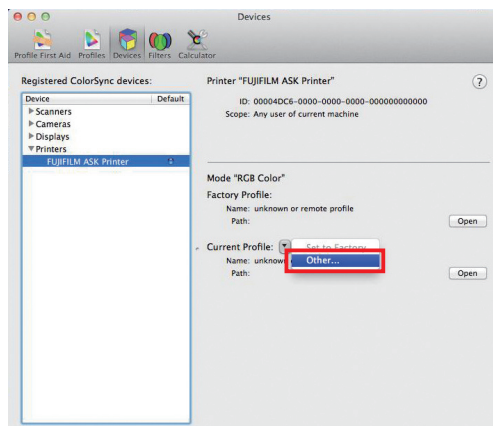 Devices
Profile First Aid Profiles Devices Filters Calculator
Registered ColorSync devices:
Device Default
Scanners
Cameras
Displays
Printers
FUJIFILM ASK Printer
Printer "FUJIFILM ASK Printer"
?
ID: 00004DC6-0000-0000-0000-000000000000
Scope: Any user of current machine
Mode "RGB Color"
Factory Profile:
Name: unknown or remote profile
Path:
Open
Current Profile: Set to Factory
Other...
Name: unknown
Path:
Open